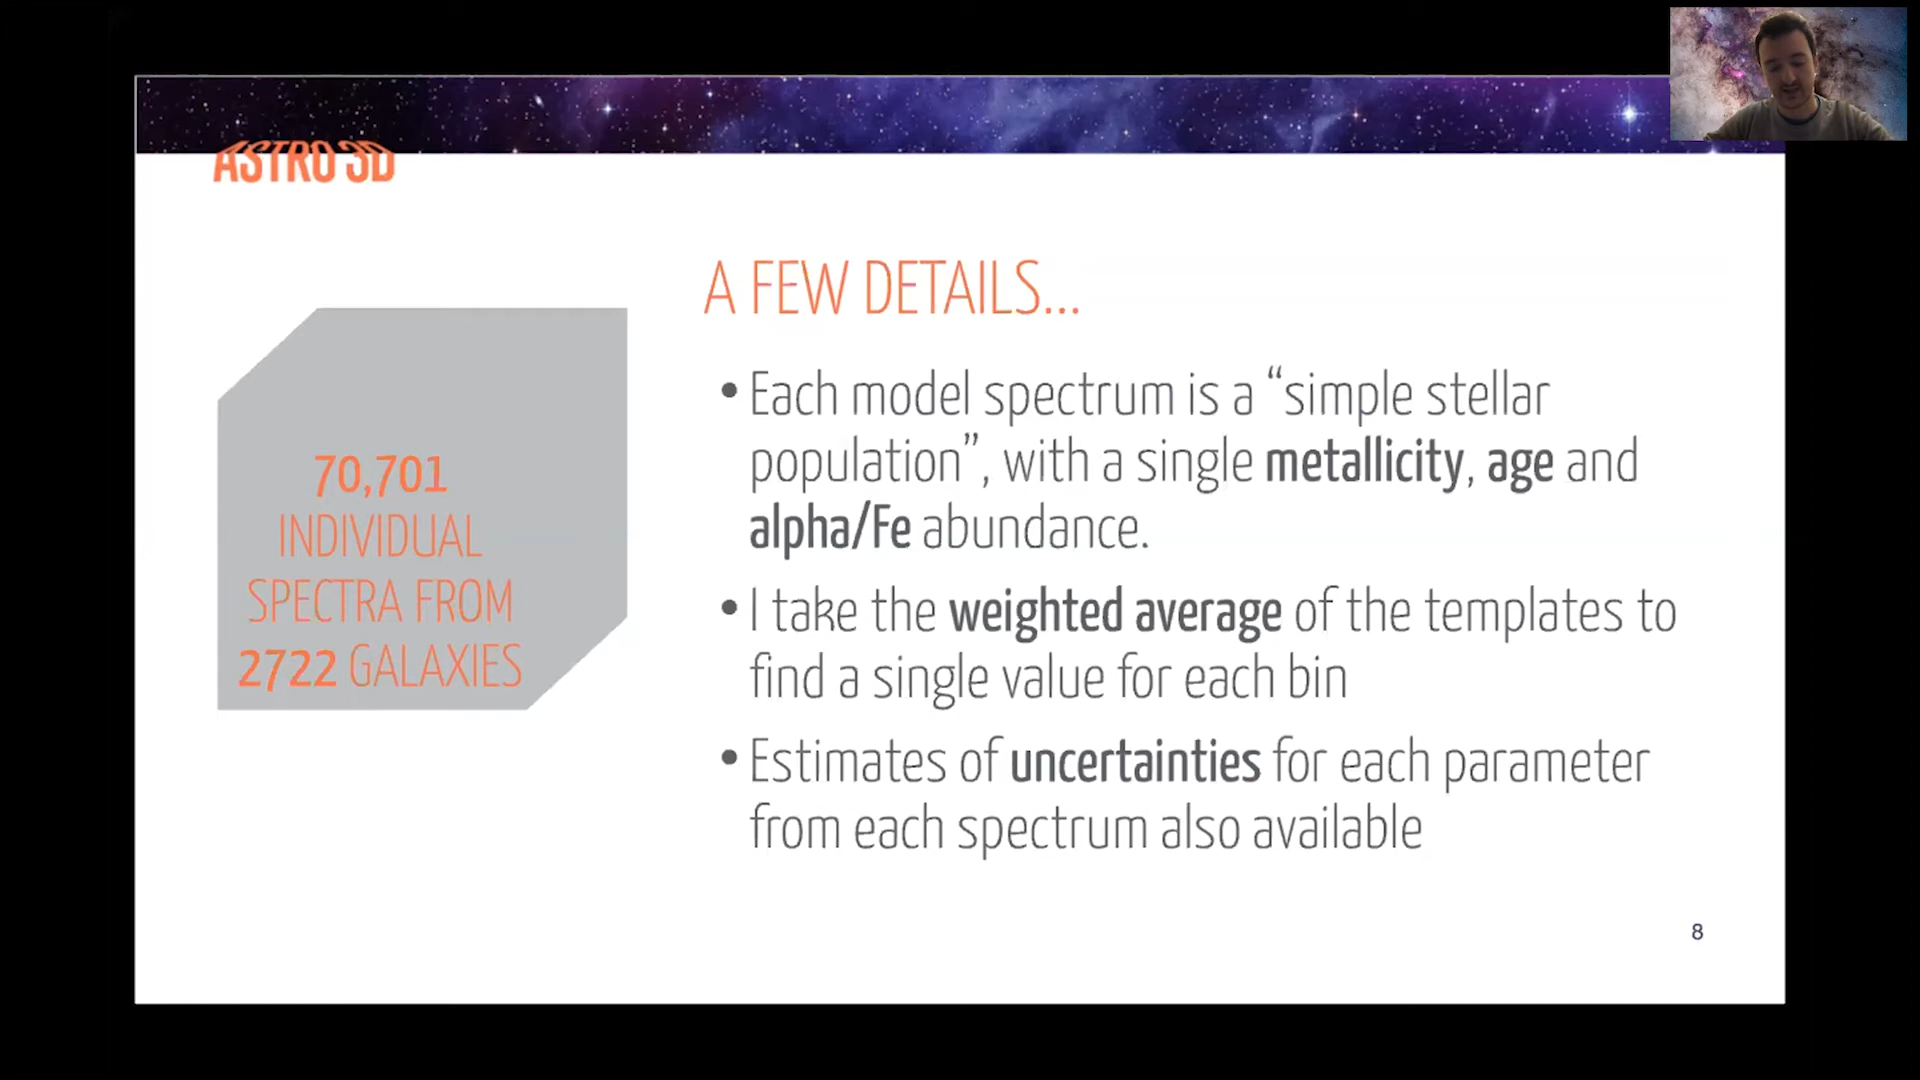 ASTRO 3D
A FEW DETAILS...
70,701
INDIVIDUAL
SPECTRA FROM
2722 GALAXIES
• Each model spectrum is a “simple stellar
population”, with a single metallicity, age and
alpha/Fe abundance.
• I take the weighted average of the templates to
find a single value for each bin
• Estimates of uncertainties for each parameter
from each spectrum also available
8